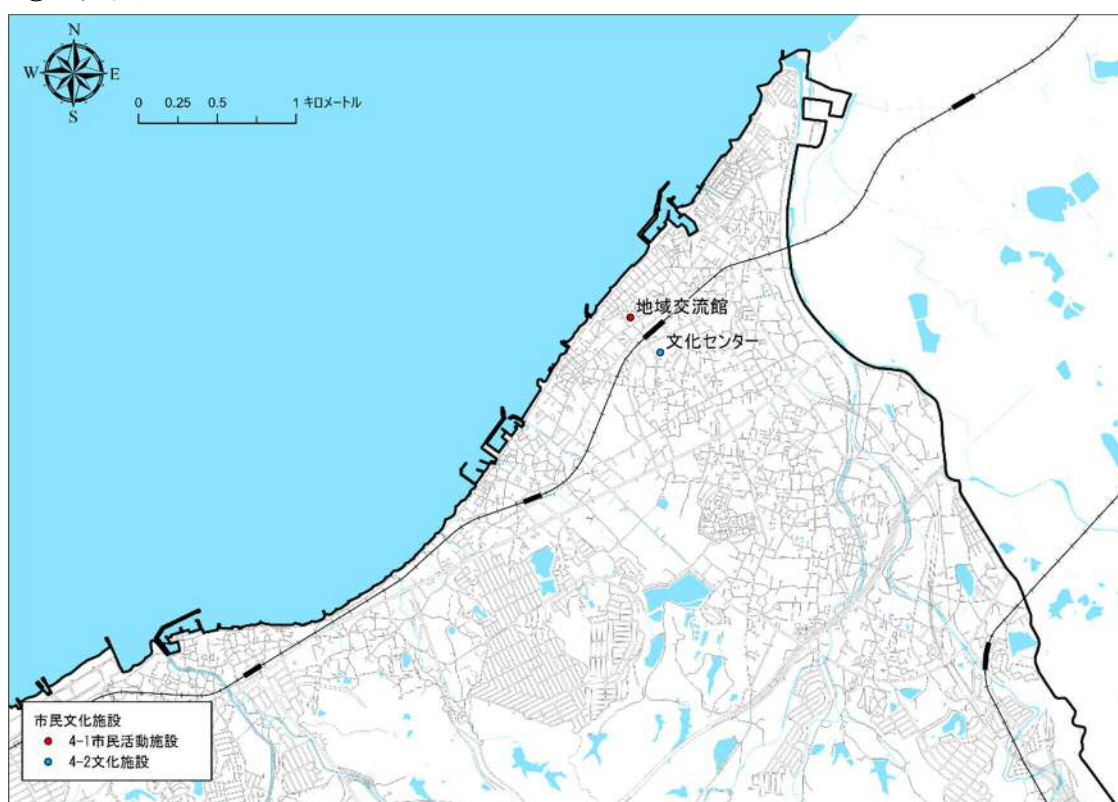 N
W E
S
0 0.25 0.5 1 キロメートル
地域交流館
文化センター
市民文化施設
4-1市民活動施設
4-2文化施設